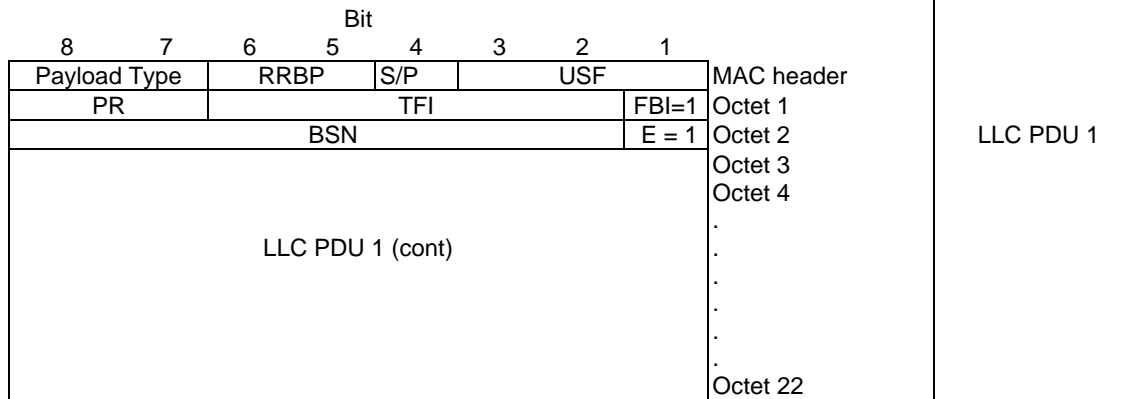 Bit
8 7 6 5 4 3 2 1
Payload Type RRBP S/P USF MAC header
PR TFI FBI=1 Octet 1
BSN E = 1 Octet 2 LLC PDU 1
Octet 3
Octet 4
.
LLC PDU 1 (cont) .
.
.
.
.
Octet 22